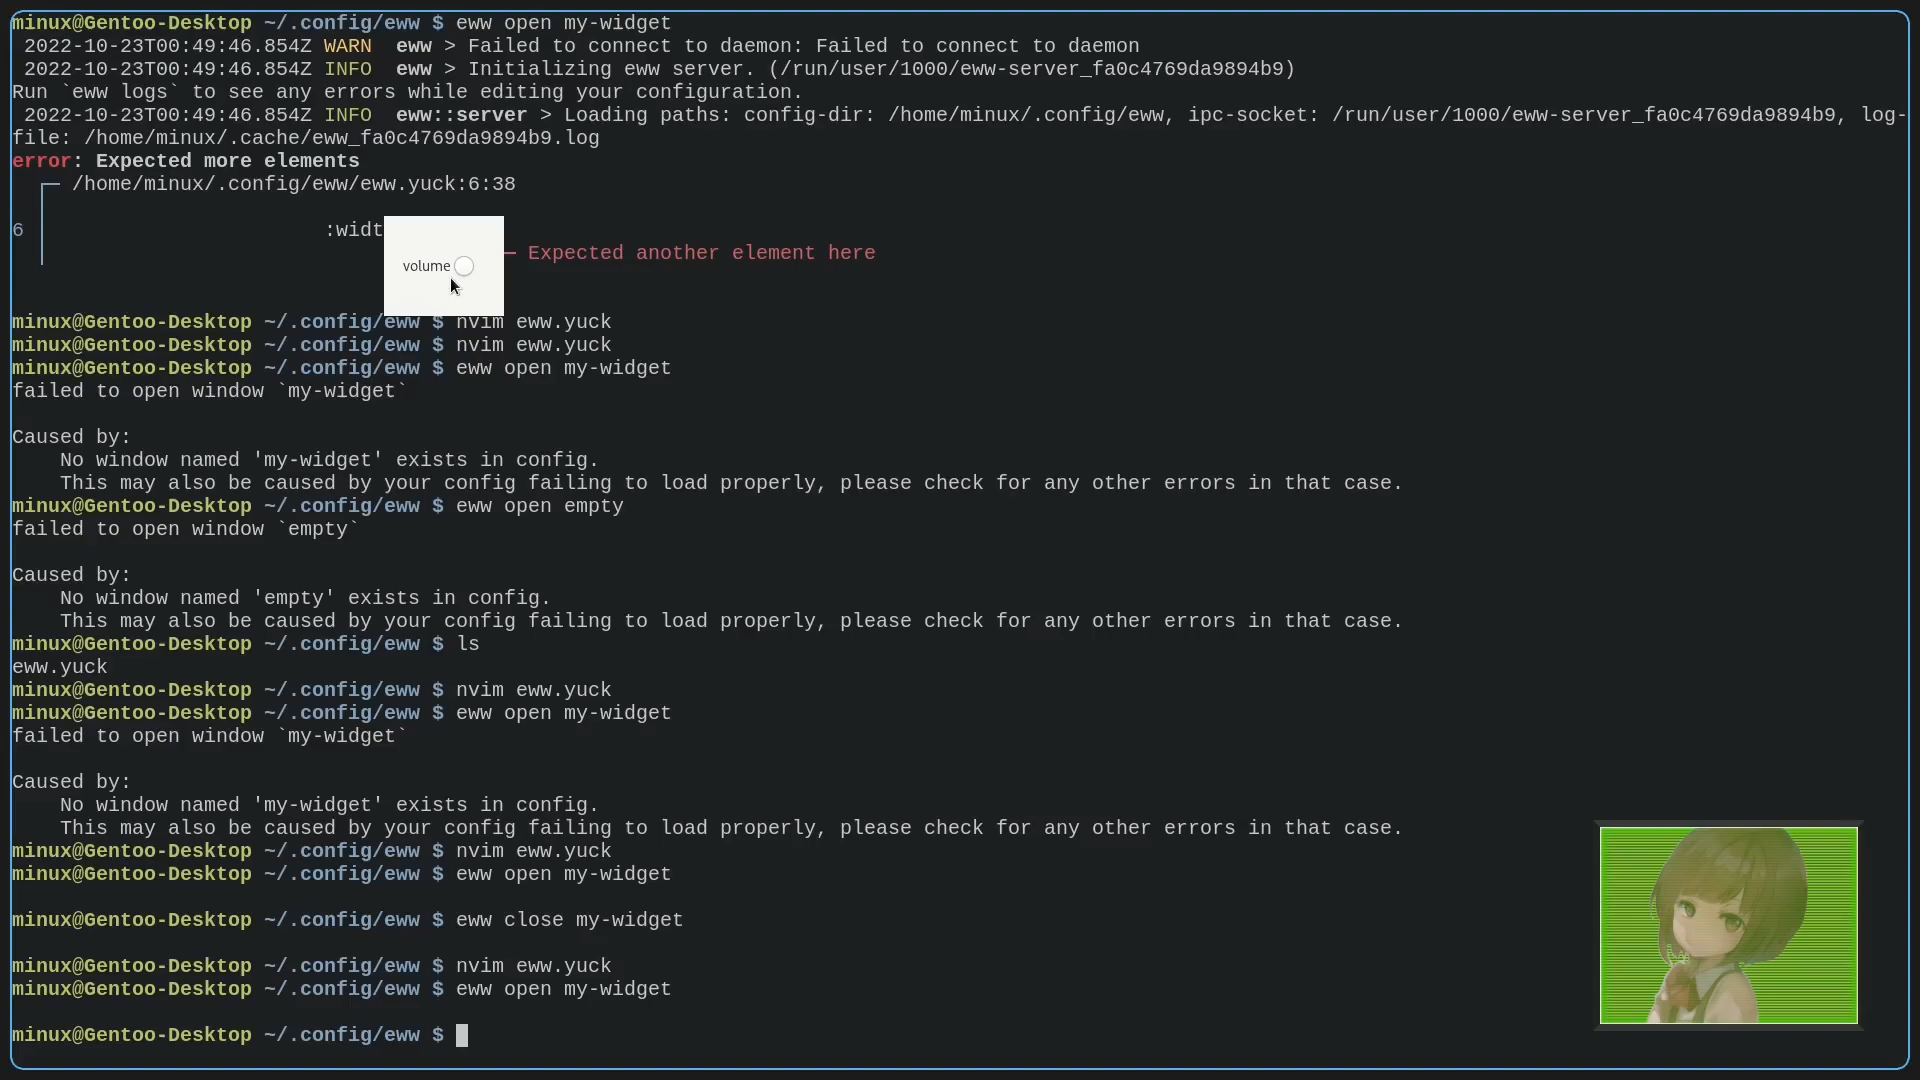 minux@Gentoo-Desktop ~/.config/eww $ eww open my-widget
2022-10-23T00:49:46.854Z WARN  eww > Failed to connect to daemon: Failed to connect to daemon
2022-10-23T00:49:46.854Z INFO  eww > Initializing eww server. (/run/user/1000/eww-server_fa0c4769da9894b9)
Run `eww logs` to see any errors while editing your configuration.
2022-10-23T00:49:46.854Z INFO  eww::server > Loading paths: config-dir: /home/minux/.config/eww, ipc-socket: /run/user/1000/eww-server_fa0c4769da9894b9, log-
file: /home/minux/.cache/eww_fa0c4769da9894b9.log
error: Expected more elements
/home/minux/.config/eww/eww.yuck:6:38
6 :widt
Expected another element here
volume
minux@Gentoo-Desktop ~/.config/eww $ nvim eww.yuck
minux@Gentoo-Desktop ~/.config/eww $ nvim eww.yuck
minux@Gentoo-Desktop ~/.config/eww $ eww open my-widget
failed to open window `my-widget`
Caused by:
No window named 'my-widget' exists in config.
This may also be caused by your config failing to load properly, please check for any other errors in that case.
minux@Gentoo-Desktop ~/.config/eww $ eww open empty
failed to open window `empty`
Caused by:
No window named 'empty' exists in config.
This may also be caused by your config failing to load properly, please check for any other errors in that case.
minux@Gentoo-Desktop ~/.config/eww $ ls
eww.yuck
minux@Gentoo-Desktop ~/.config/eww $ nvim eww.yuck
minux@Gentoo-Desktop ~/.config/eww $ eww open my-widget
failed to open window `my-widget`
Caused by:
No window named 'my-widget' exists in config.
This may also be caused by your config failing to load properly, please check for any other errors in that case.
minux@Gentoo-Desktop ~/.config/eww $ nvim eww.yuck
minux@Gentoo-Desktop ~/.config/eww $ eww open my-widget
minux@Gentoo-Desktop ~/.config/eww $ eww close my-widget
minux@Gentoo-Desktop ~/.config/eww $ nvim eww.yuck
minux@Gentoo-Desktop ~/.config/eww $ eww open my-widget
minux@Gentoo-Desktop ~/.config/eww $